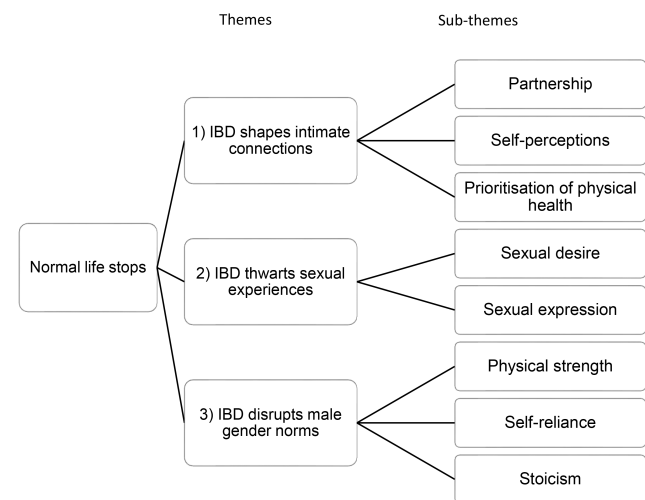 Themes
Sub-themes
Normal life stops
1) IBD shapes intimate
connections
Partnership
Self-perceptions
Prioritisation of physical
health
2) IBD thwarts sexual
experiences
Sexual desire
Sexual expression
3) IBD disrupts male
gender norms
Physical strength
Self-reliance
Stoicism